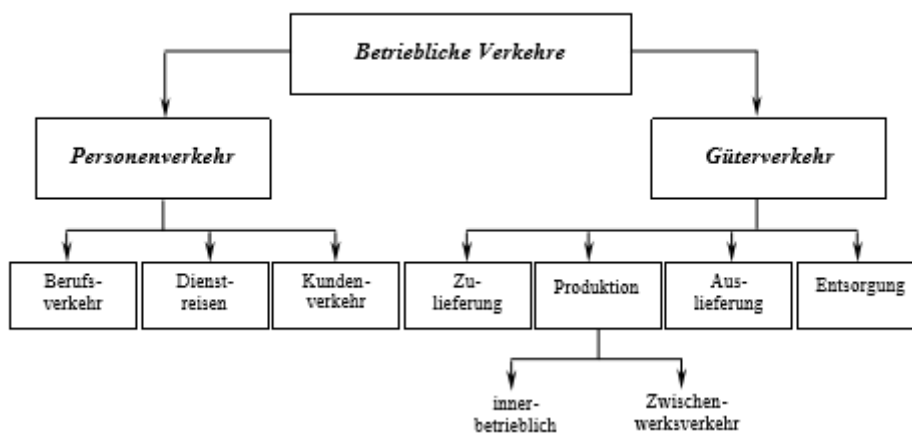 Betriebliche Verkehre
Personenverkehr
Güterverkehr
Berufs-
verkehr
Dienst-
reisen
Kunden-
verkehr
Zu-
lieferung
Produktion
Aus-
lieferung
Entsorgung
inner-
betrieblich
Zwischen-
werksverkehr